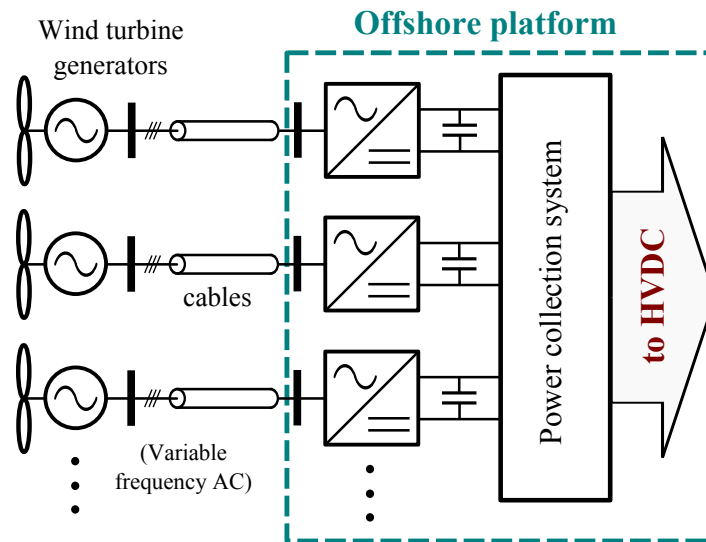 Offshore platform
Wind turbine
generators
cables
(Variable
frequency AC)
Power collection system
to HVDC